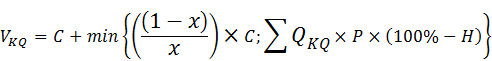 V_KQ = C + min{(((1 − x)/x) × C; ∑ Q_KQ × P × (100% − H)}